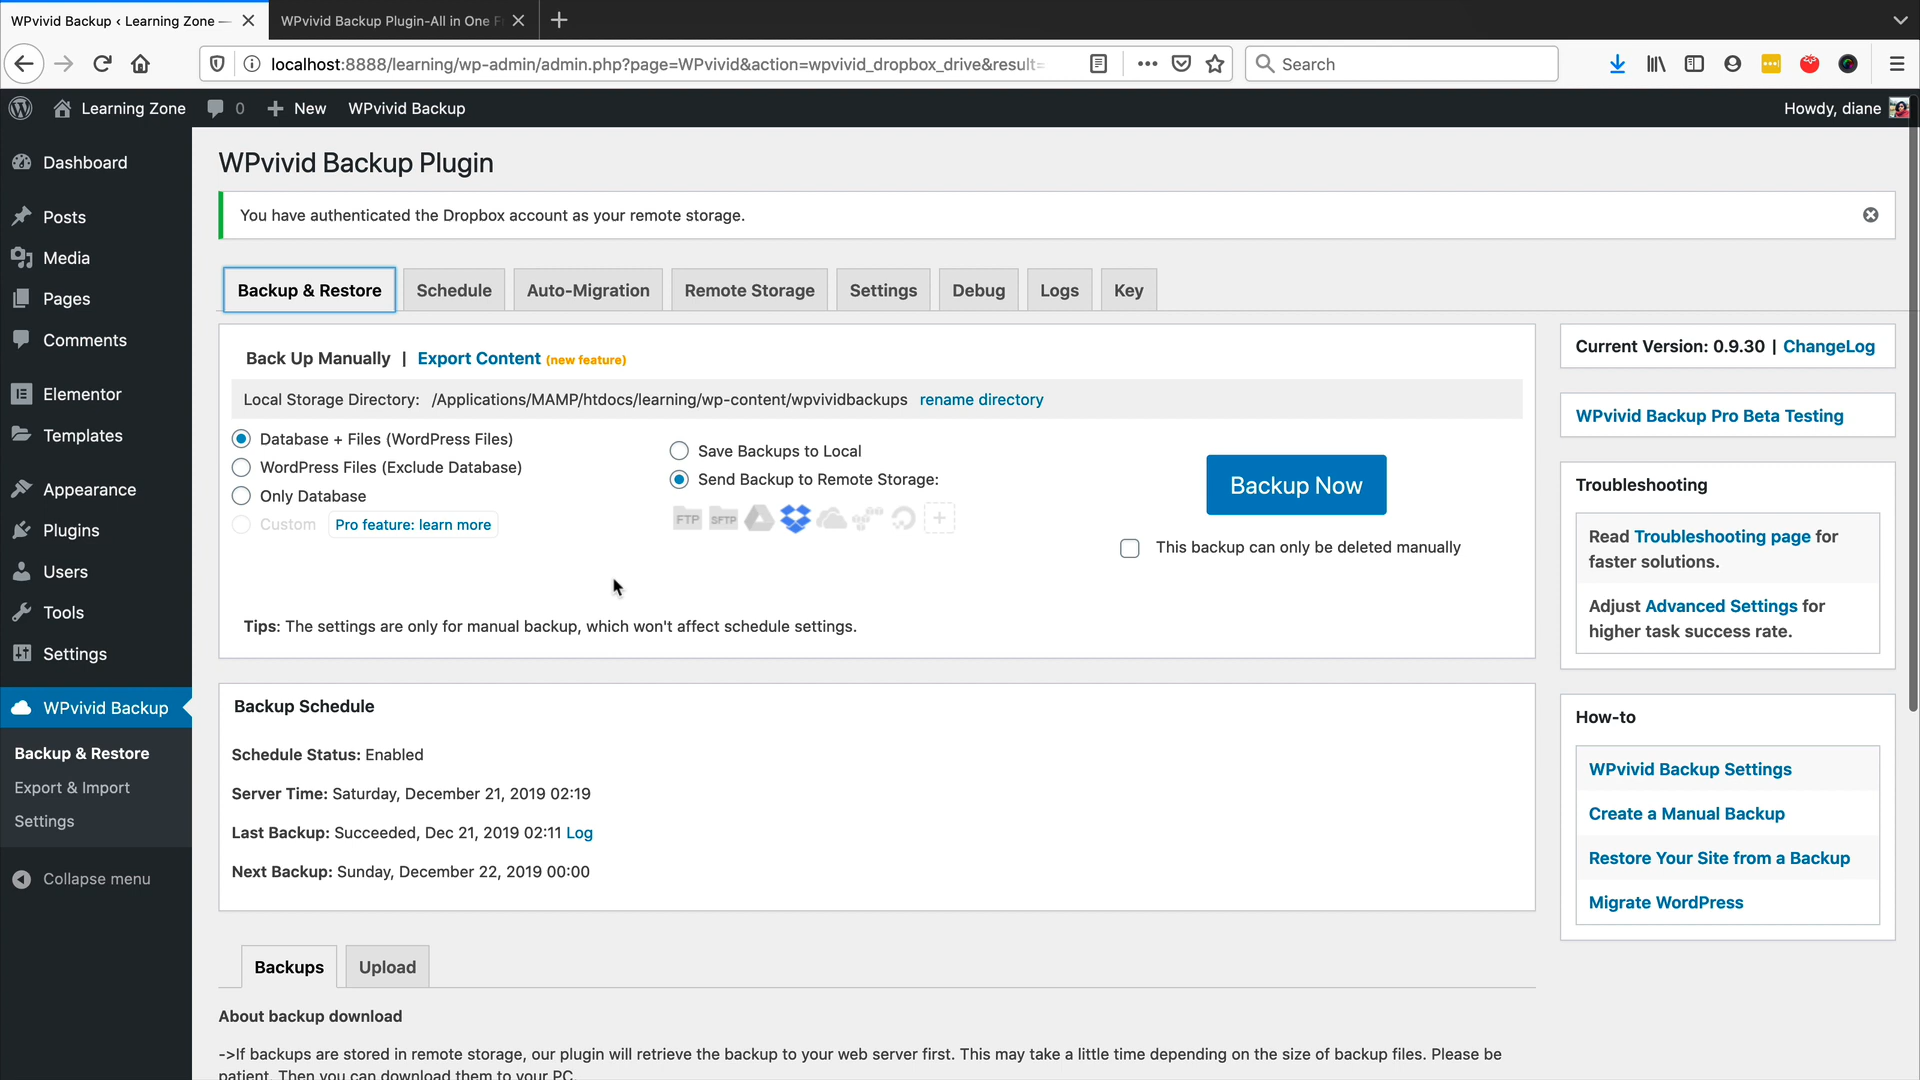 WPvivid Backup ‹ Learning Zone —
WPvivid Backup Plugin-All in One F
localhost:8888/learning/wp-admin/admin.php?page=WPvivid&action=wpvivid_dropbox_drive&result=
Search
Learning Zone
0
New
WPvivid Backup
Howdy, diane
Dashboard
Posts
Media
Pages
Comments
Elementor
Templates
Appearance
Plugins
Users
Tools
Settings
WPvivid Backup
Backup & Restore
Export & Import
Settings
Collapse menu
WPvivid Backup Plugin
You have authenticated the Dropbox account as your remote storage.
Backup & Restore
Schedule
Auto-Migration
Remote Storage
Settings
Debug
Logs
Key
Back Up Manually | Export Content (new feature)
Local Storage Directory: /Applications/MAMP/htdocs/learning/wp-content/wpvividbackups rename directory
Database + Files (WordPress Files)
WordPress Files (Exclude Database)
Only Database
Custom Pro feature: learn more
Save Backups to Local
Send Backup to Remote Storage:
FTP SFTP
Backup Now
This backup can only be deleted manually
Tips: The settings are only for manual backup, which won't affect schedule settings.
Backup Schedule
Schedule Status: Enabled
Server Time: Saturday, December 21, 2019 02:19
Last Backup: Succeeded, Dec 21, 2019 02:11 Log
Next Backup: Sunday, December 22, 2019 00:00
Backups
Upload
About backup download
->If backups are stored in remote storage, our plugin will retrieve the backup to your web server first. This may take a little time depending on the size of backup files. Please be
patient. Then you can download them to your PC.
Current Version: 0.9.30 | ChangeLog
WPvivid Backup Pro Beta Testing
Troubleshooting
Read Troubleshooting page for
faster solutions.
Adjust Advanced Settings for
higher task success rate.
How-to
WPvivid Backup Settings
Create a Manual Backup
Restore Your Site from a Backup
Migrate WordPress